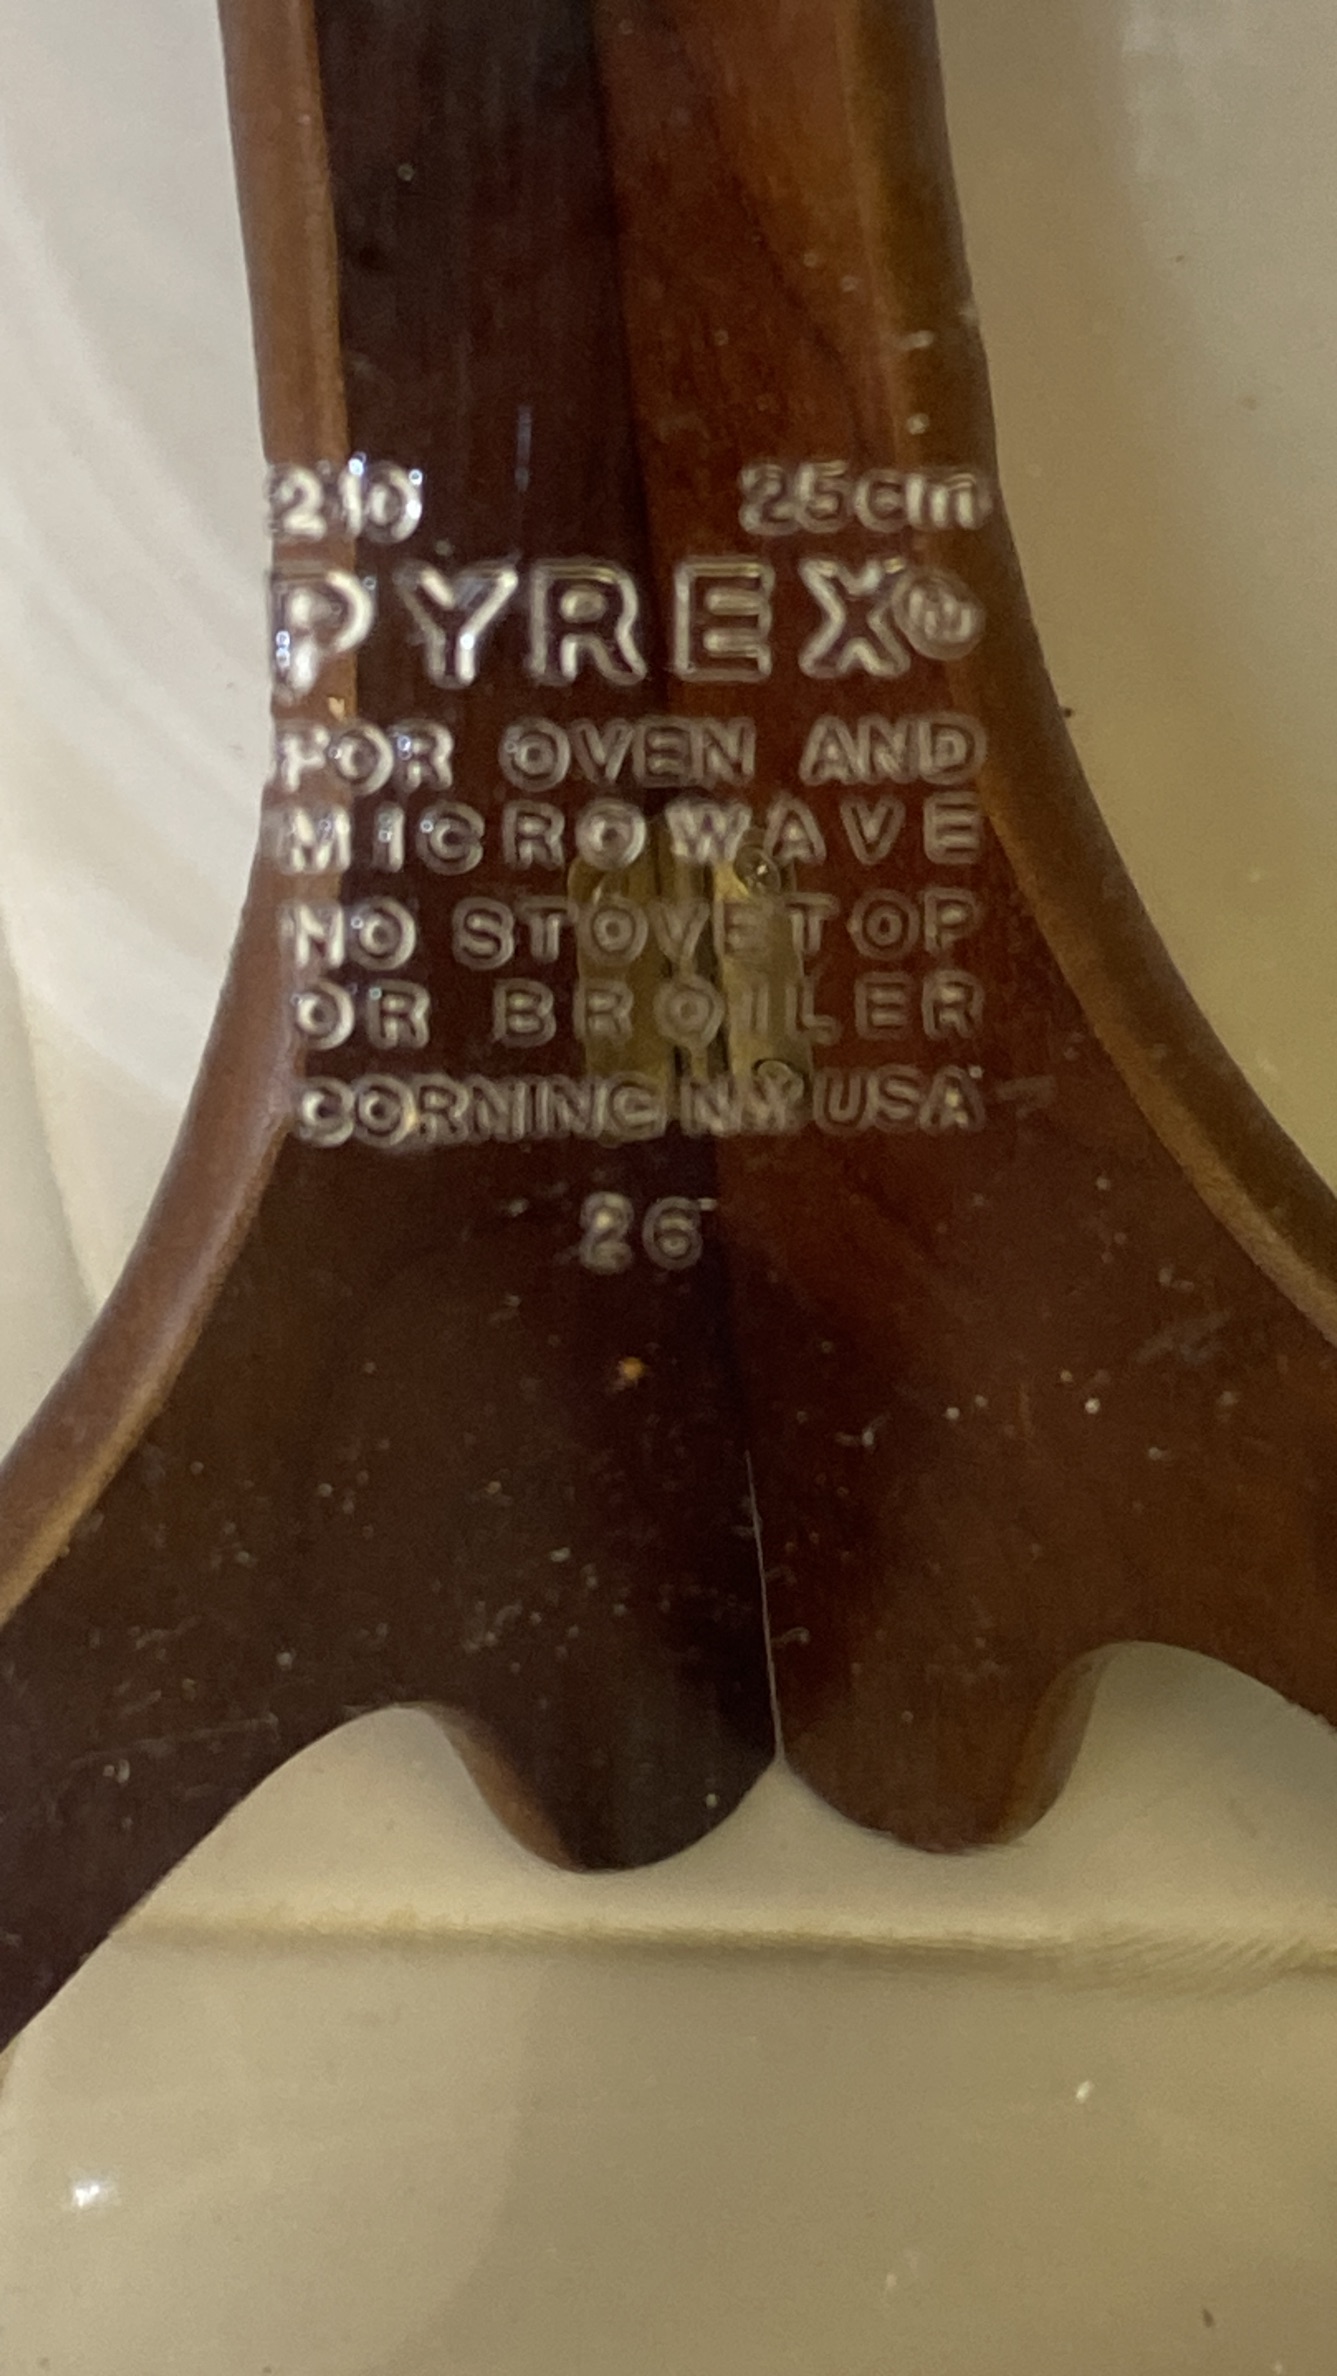 210 25cm
PYREX®
FOR OVEN AND
MICROWAVE
NO STOVETOP
OR BROILER
CORNING NY USA
26